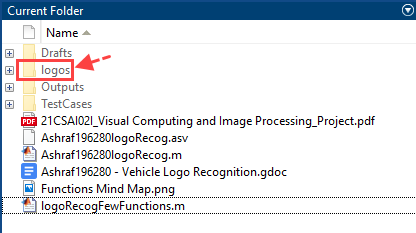 Current Folder
Name
Drafts
logos
Outputs
TestCases
PDF 21CSAI02I_Visual Computing and Image Processing_Project.pdf
Ashraf196280logoRecog.asv
Ashraf196280logoRecog.m
Ashraf196280 - Vehicle Logo Recognition.gdoc
Functions Mind Map.png
logoRecogFewFunctions.m